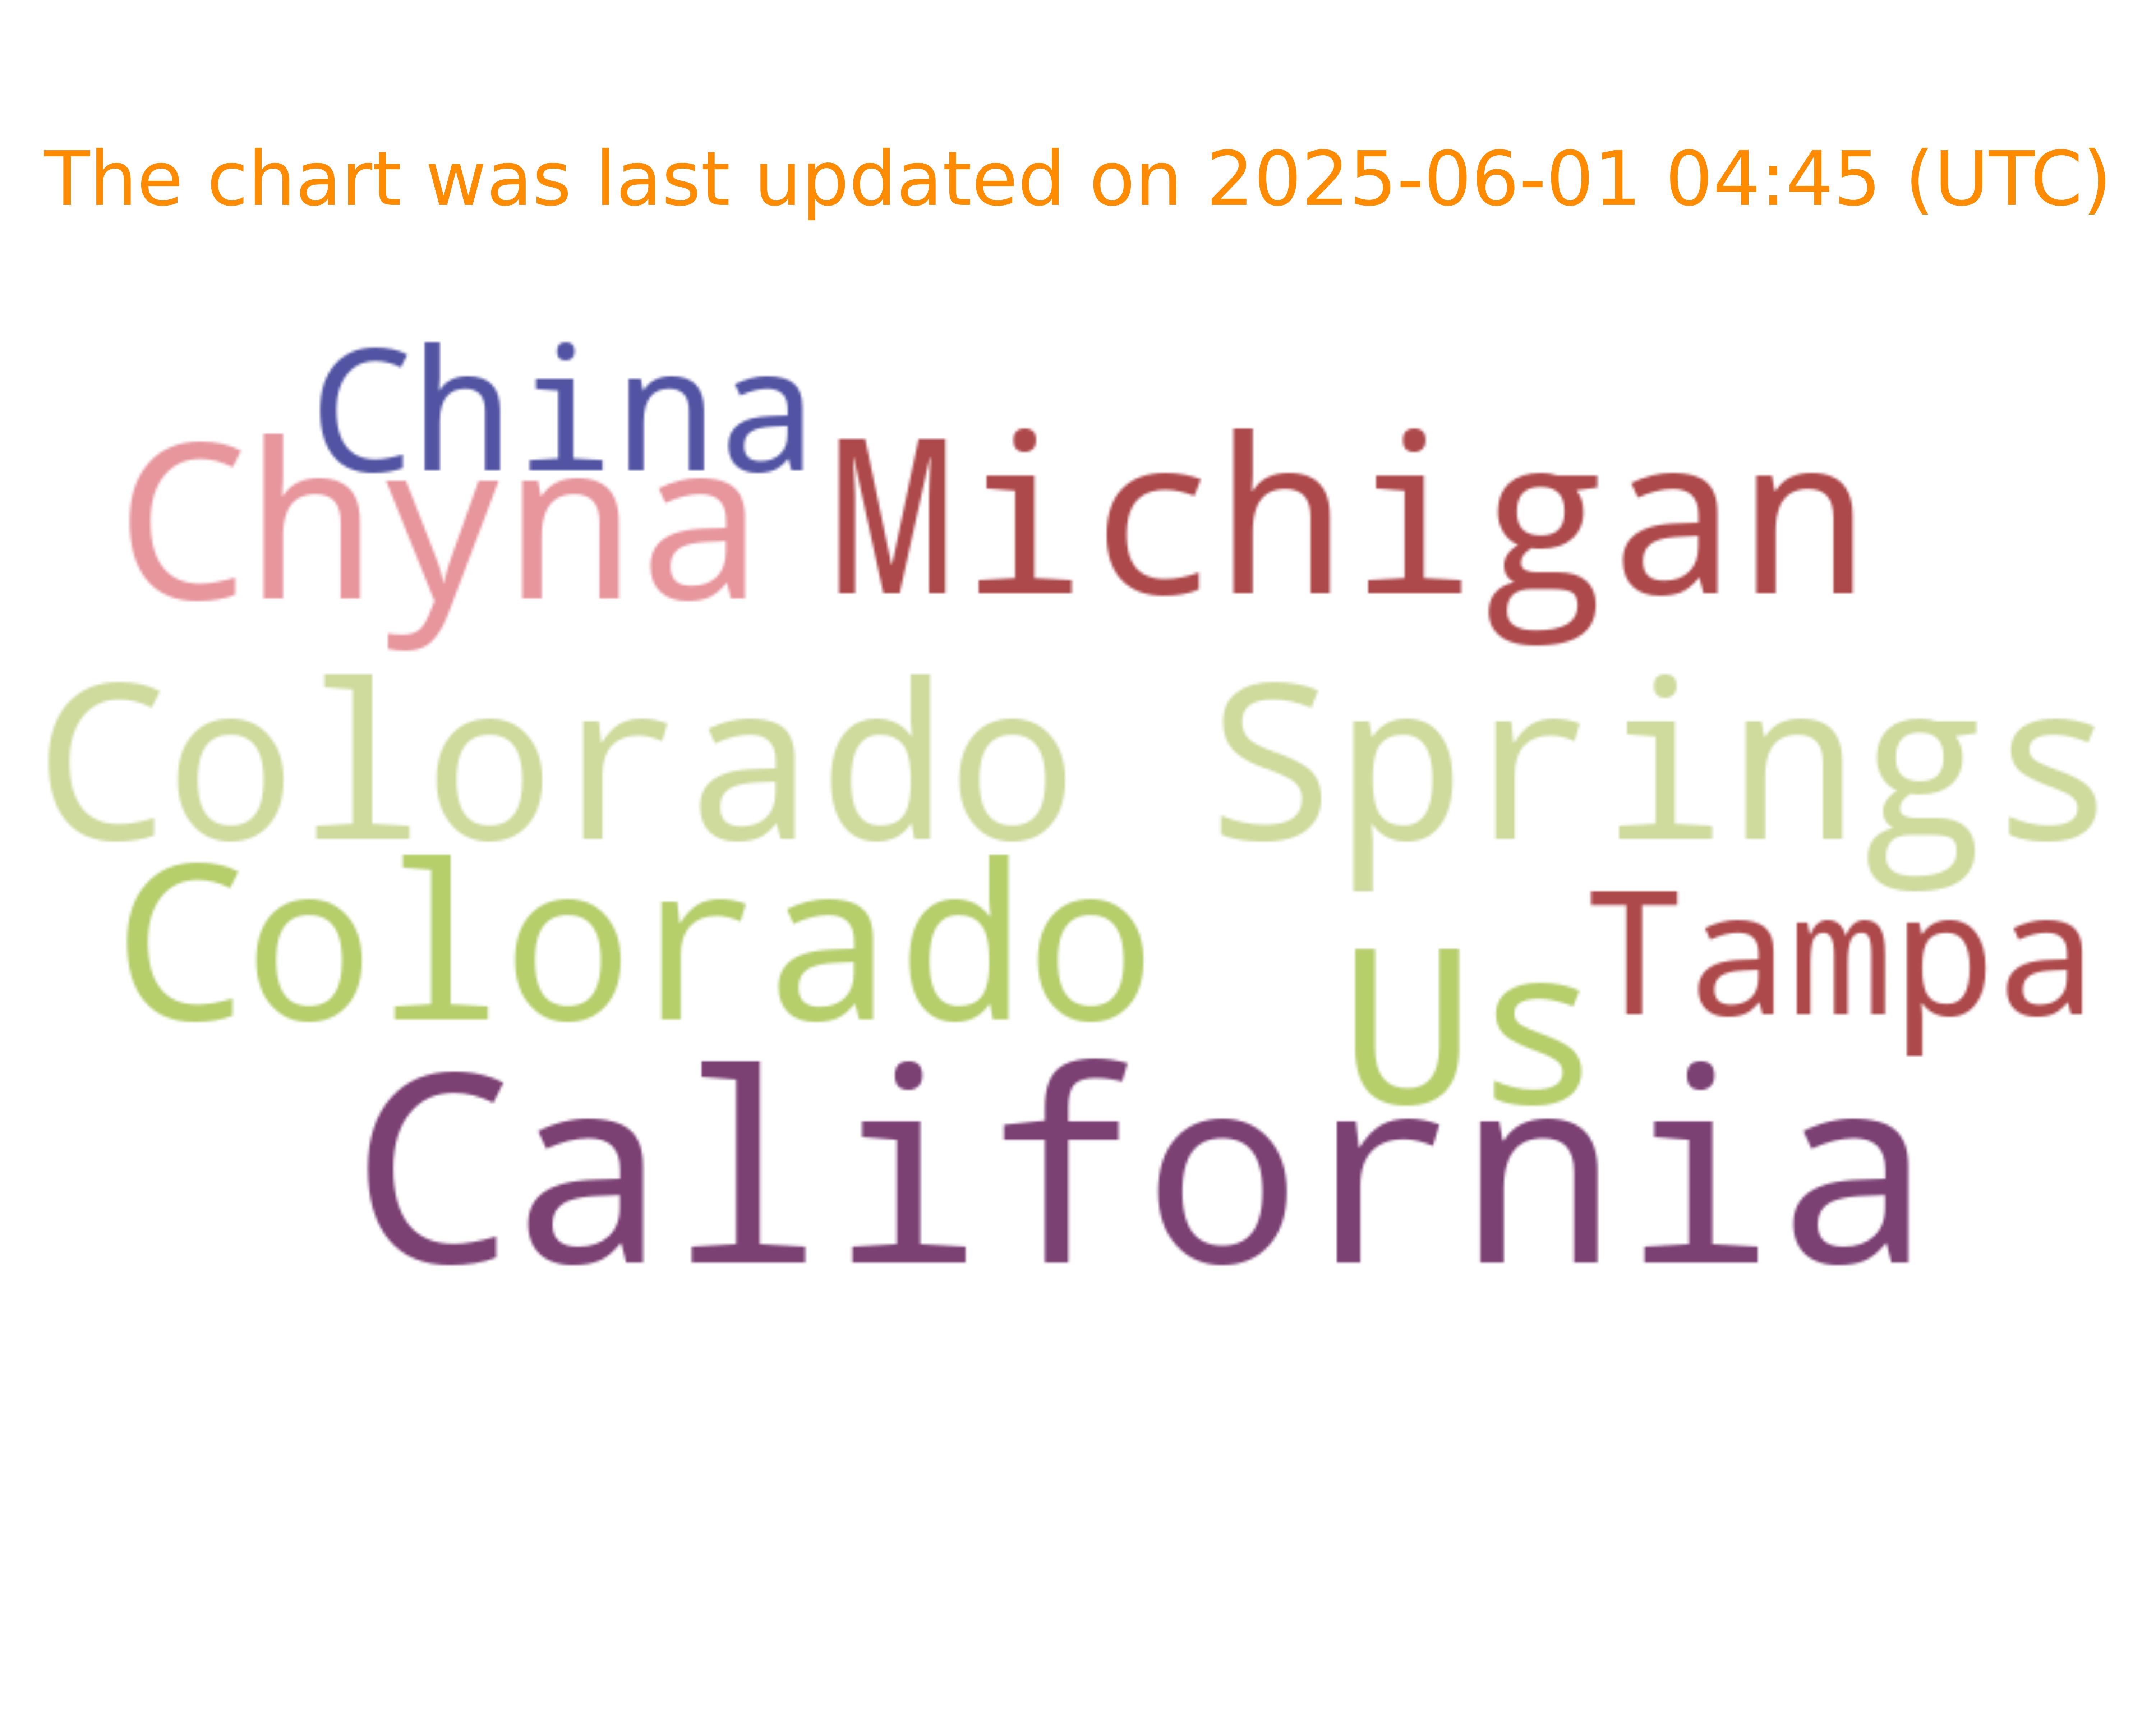 The chart was last updated on 2025-06-01 04:45 (UTC)
China
Chyna Michigan
Colorado Springs
Colorado Us Tampa
California